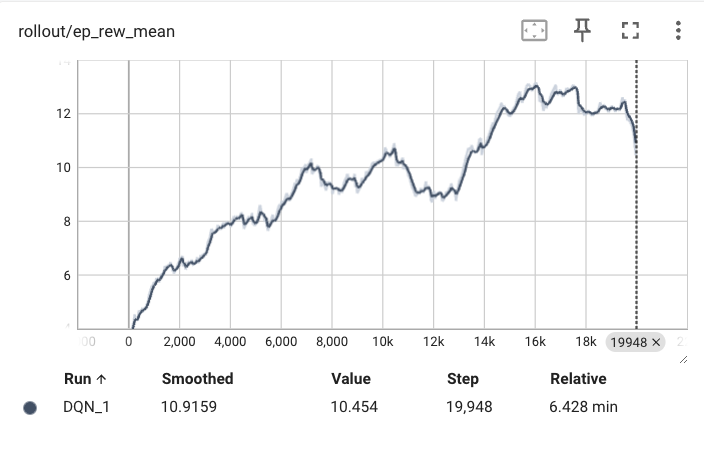 rollout/ep_rew_mean
12
10
8
6
0 2,000 4,000 6,000 8,000 10k 12k 14k 16k 18k 19948 ×
Run ↑ Smoothed Value Step Relative
DQN_1 10.9159 10.454 19,948 6.428 min